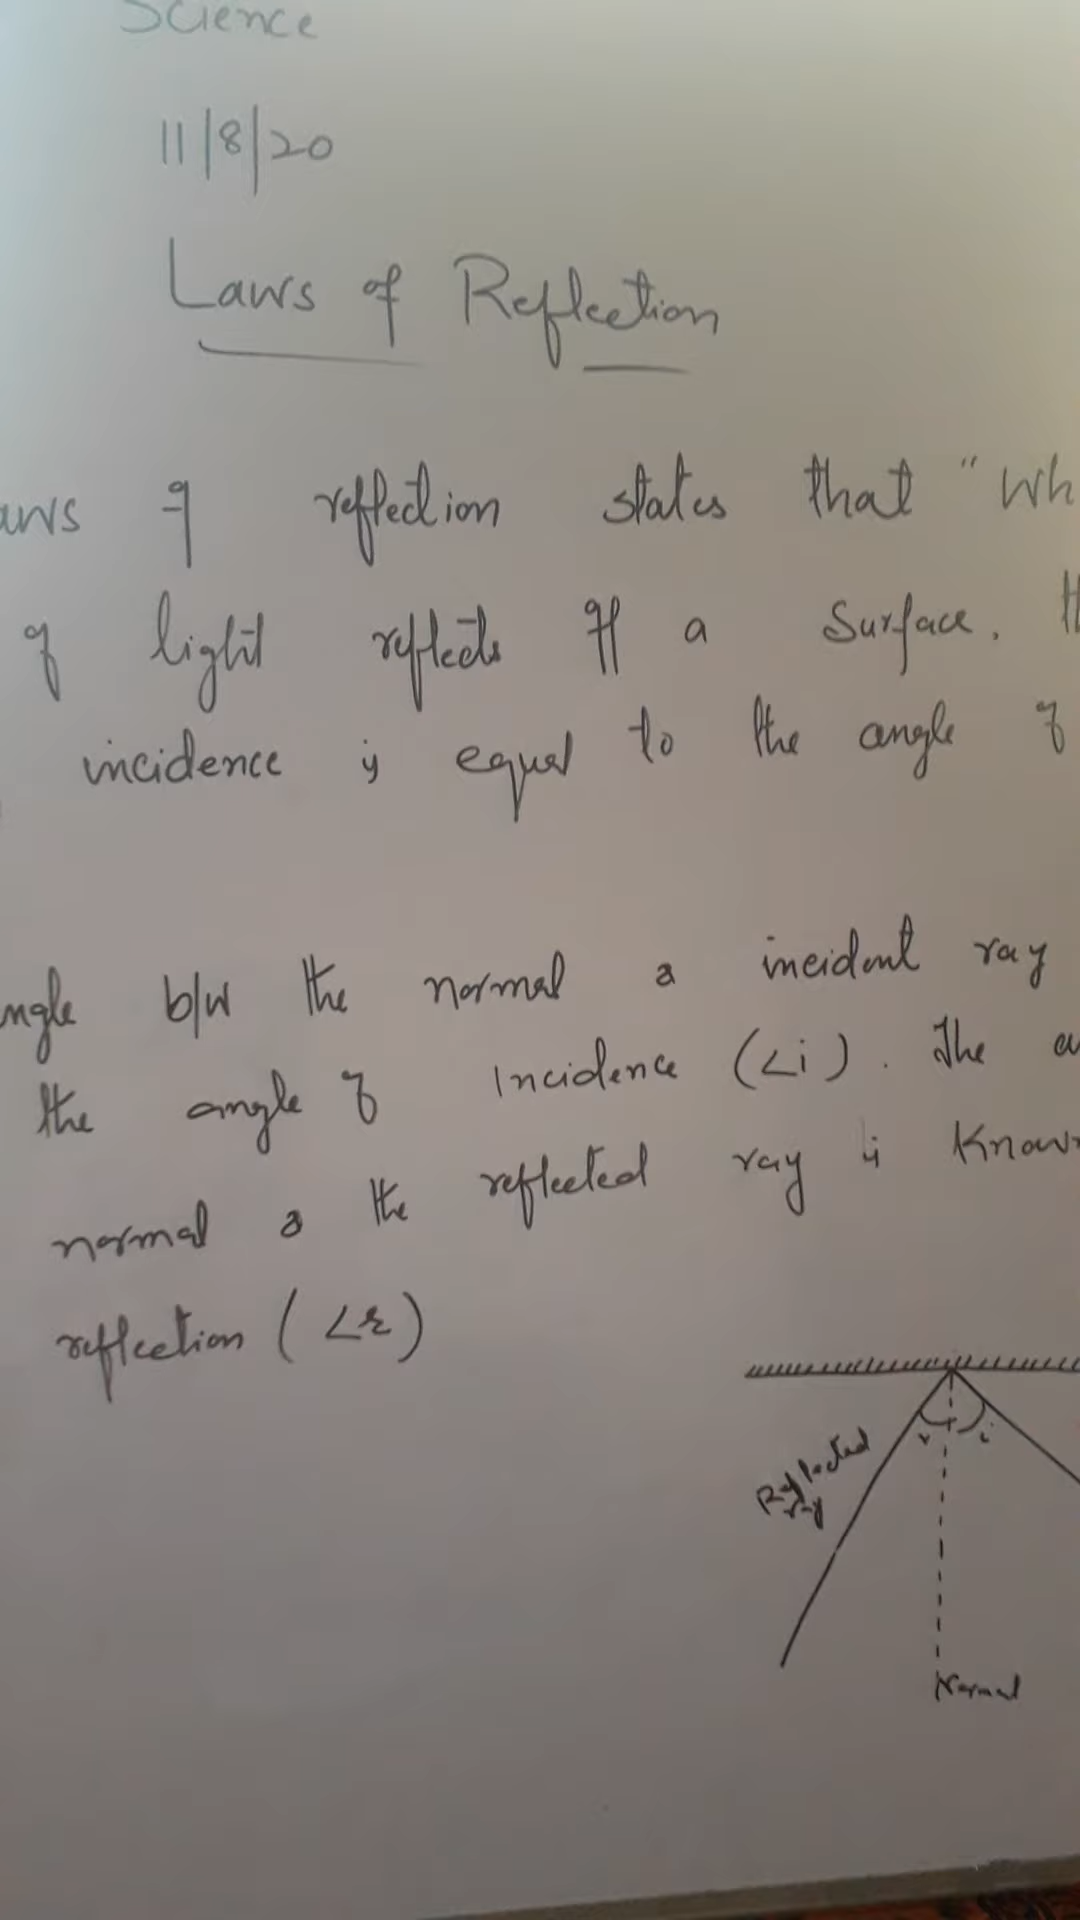 Science
11/8/20
Laws of Reflection
aws of reflection states that "Wh
of light reflects off a surface, th
incidence is equal to the angle of
ngle b/w the normal & incident ray
the angle of Incidence (∠i). The a
normal & the reflected ray is Known
reflection (∠r)
r i
Reflected
ray
Normal